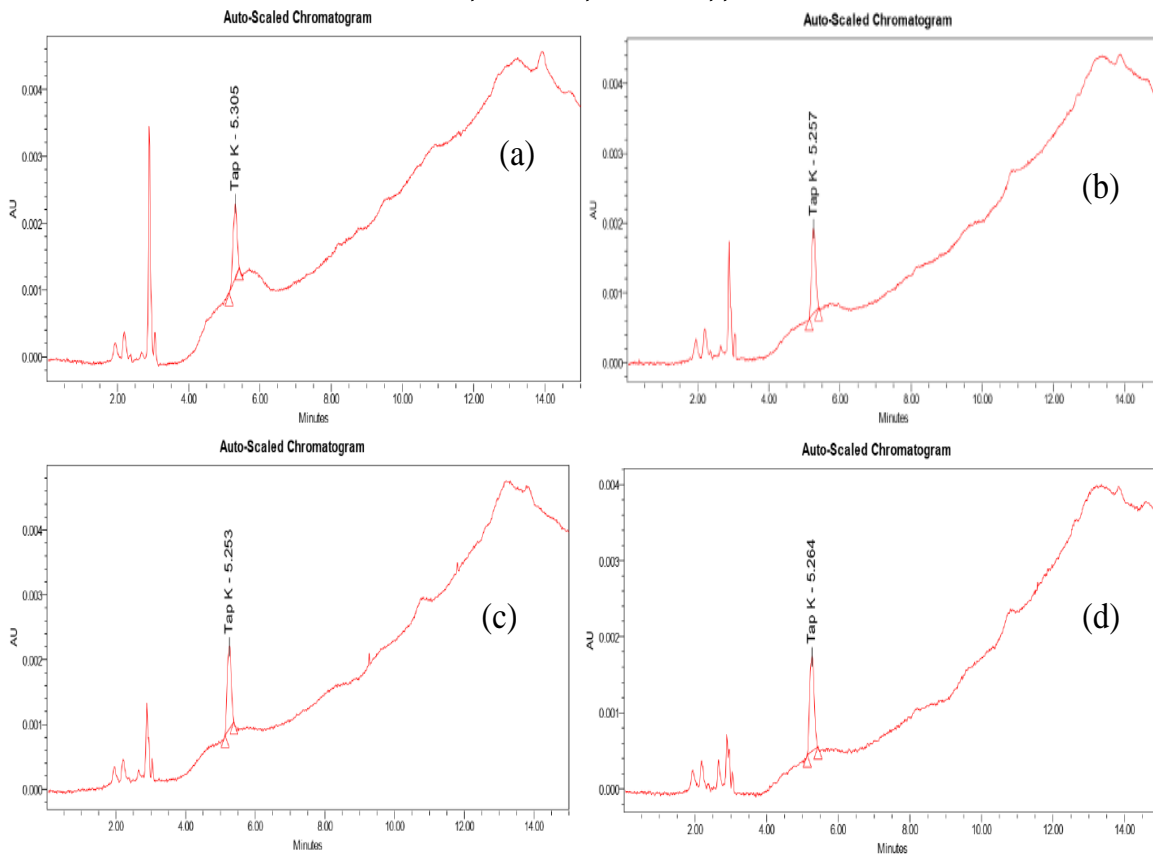 Auto-Scaled Chromatogram
AU
0.004
0.003
0.002
0.001
0.000
Tap K - 5.305
(a)
2.00 4.00 6.00 8.00 10.00 12.00 14.00
Minutes
Auto-Scaled Chromatogram
AU
0.004
0.003
0.002
0.001
0.000
Tap K - 5.257
(b)
2.00 4.00 6.00 8.00 10.00 12.00 14.00
Minutes
Auto-Scaled Chromatogram
AU
0.004
0.003
0.002
0.001
0.000
Tap K - 5.253
(c)
2.00 4.00 6.00 8.00 10.00 12.00 14.00
Minutes
Auto-Scaled Chromatogram
AU
0.004
0.003
0.002
0.001
0.000
Tap K - 5.264
(d)
2.00 4.00 6.00 8.00 10.00 12.00 14.00
Minutes